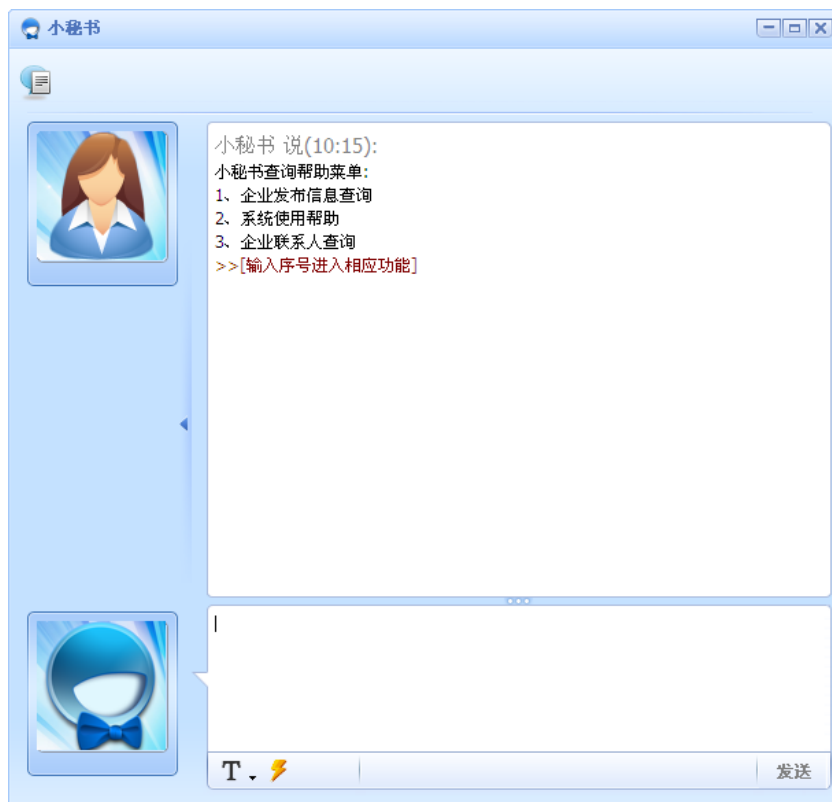 小秘书
小秘书 说(10:15):
小秘书查询帮助菜单:
1、企业发布信息查询
2、系统使用帮助
3、企业联系人查询
>>[输入序号进入相应功能]
T
发送